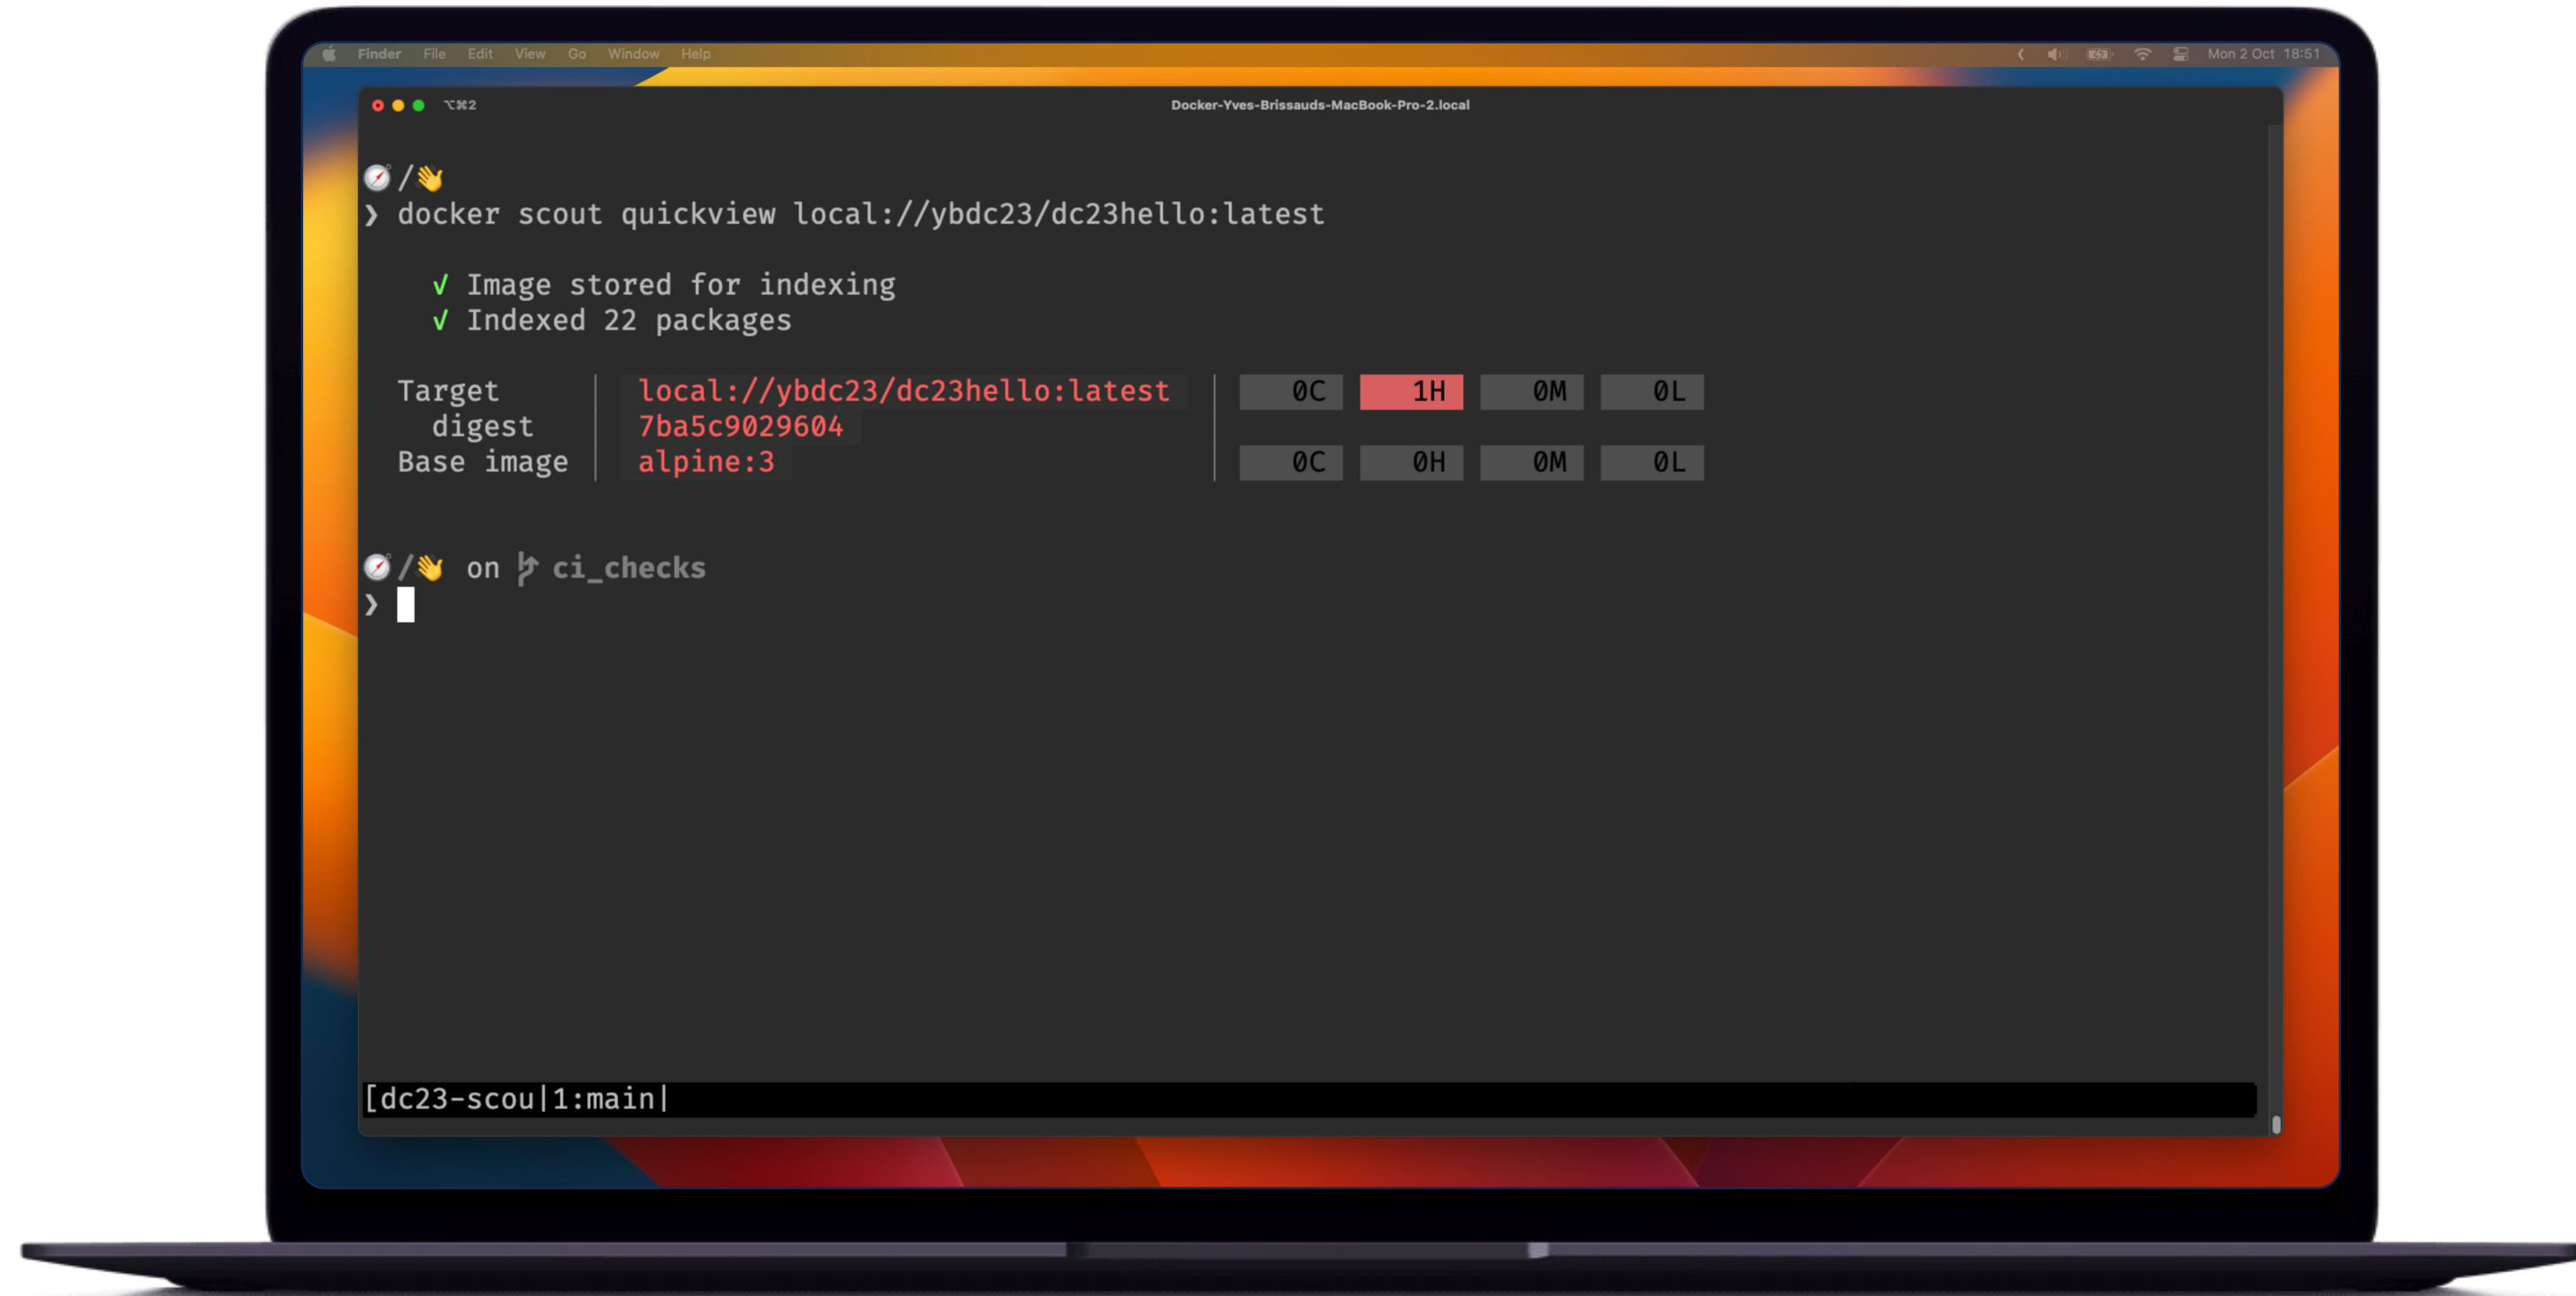 Finder File Edit View Go Window Help
Mon 2 Oct 18:51
⌥⌘2
Docker-Yves-Brissauds-MacBook-Pro-2.local
🧭/👋
❯ docker scout quickview local://ybdc23/dc23hello:latest
√ Image stored for indexing
√ Indexed 22 packages
Target │ local://ybdc23/dc23hello:latest │ 0C 1H 0M 0L
digest │ 7ba5c9029604 │
Base image │ alpine:3 │ 0C 0H 0M 0L
🧭/👋 on ci_checks
❯
[dc23-scou|1:main|